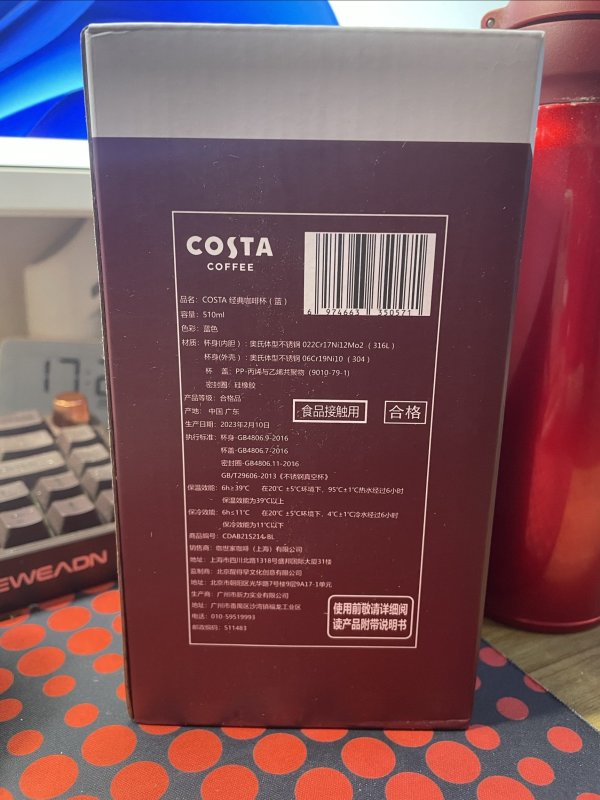 COSTA
COFFEE
6 974663 350571
品名: COSTA 经典咖啡杯（蓝）
容量: 510ml
色彩: 蓝色
材质: 杯身(内胆)：奥氏体型不锈钢 022Cr17Ni12Mo2（316L）
杯身(外壳)：奥氏体型不锈钢 06Cr19Ni10（304）
杯 盖: PP-丙烯与乙烯共聚物（9010-79-1）
密封圈: 硅橡胶
产品等级: 合格品
产地: 中国 广东
食品接触用
合格
生产日期: 2023年2月10日
执行标准: 杯身-GB4806.9-2016
杯盖-GB4806.7-2016
密封圈-GB4806.11-2016
GB/T29606-2013《不锈钢真空杯》
保温效能: 6h≥39℃ 在20℃ ±5℃环境下，95℃±1℃热水经过6小时
保温效能为39℃以上
保冷效能: 6h≤11℃ 在20℃ ±5℃环境下，4℃±1℃冷水经过6小时
保冷效能为11℃以下
商品编号: CDAB21S214-BL
销售商: 咖世家咖啡（上海）有限公司
地址: 上海市四川北路1318号盛邦国际大厦31楼
监制商: 北京醒得早文化创意有限公司
地址: 北京市朝阳区光华路7号楼9层9A17-1单元
生产商: 广州市新力实业有限公司
地址: 广州市番禺区沙湾镇福龙工业区
电话: 010-59519993
邮政编码: 511483
使用前敬请详细阅
读产品附带说明书
EWEADN